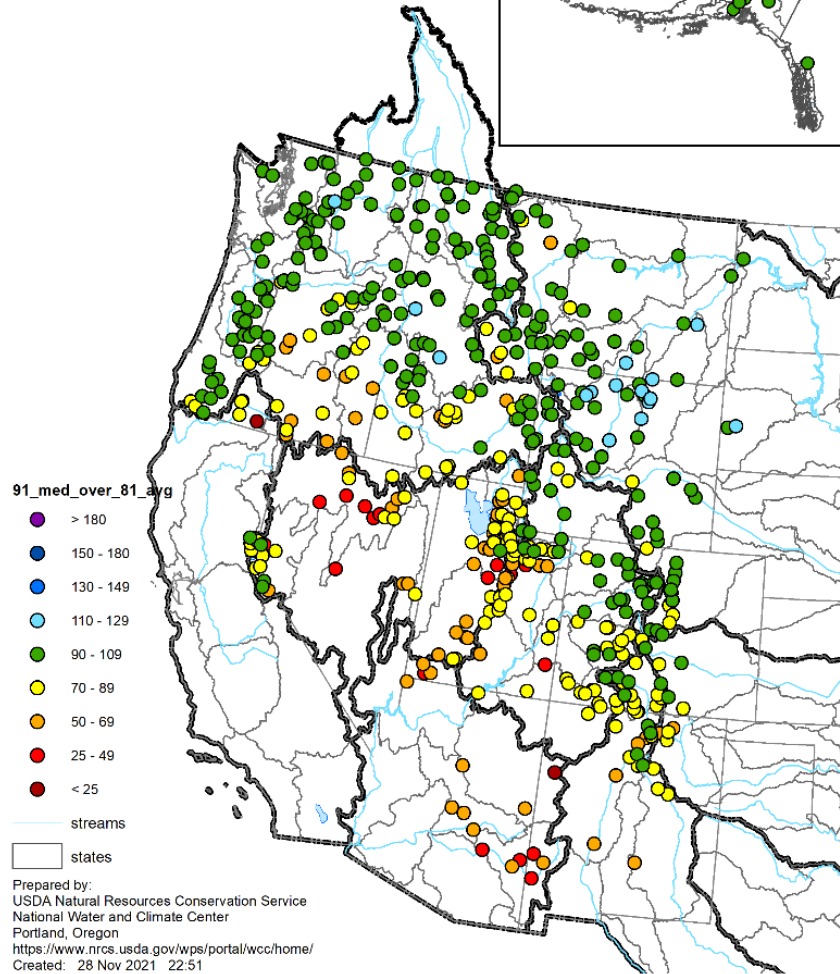 91_med_over_81_avg
> 180
150 - 180
130 - 149
110 - 129
90 - 109
70 - 89
50 - 69
25 - 49
< 25
streams
states
Prepared by:
USDA Natural Resources Conservation Service
National Water and Climate Center
Portland, Oregon
https://www.nrcs.usda.gov/wps/portal/wcc/home/
Created: 28 Nov 2021 22:51